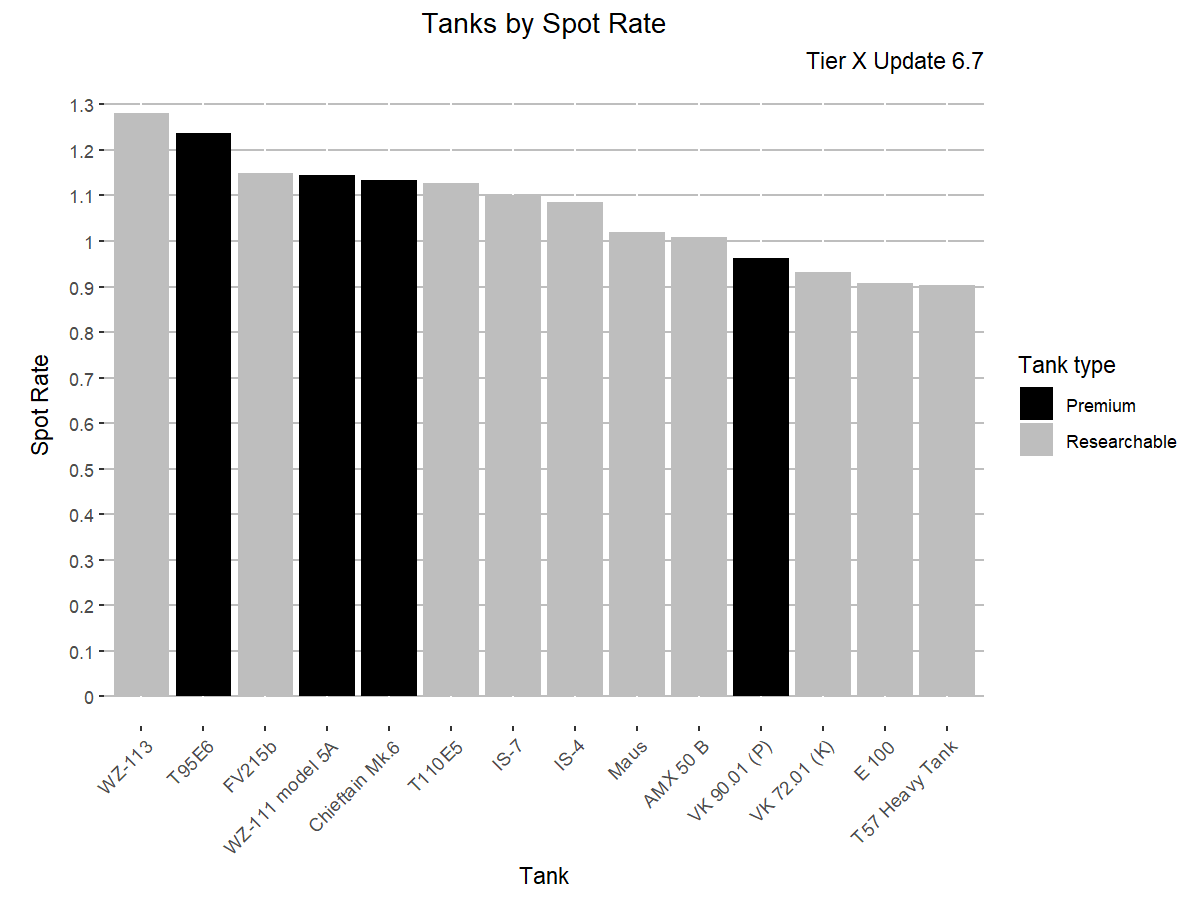 Tanks by Spot Rate
Tier X Update 6.7
1.3
1.2
1.1
1
0.9
0.8
0.7
0.6
0.5
0.4
0.3
0.2
0.1
0
Spot Rate
WZ-113
T95E6
FV215b
WZ-111 model 5A
Chieftain Mk.6
T110E5
IS-7
IS-4
Maus
AMX 50 B
VK 90.01 (P)
VK 72.01 (K)
E 100
T57 Heavy Tank
Tank
Tank type
Premium
Researchable